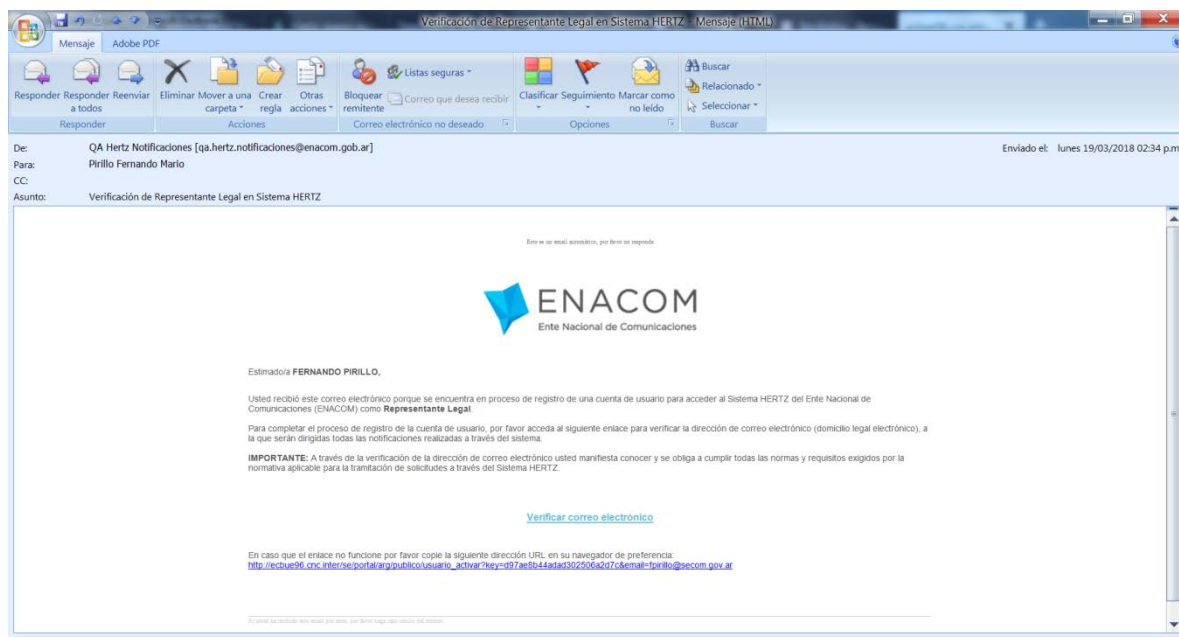 Verificación de Representante Legal en Sistema HERTZ - Mensaje (HTML)
Mensaje Adobe PDF
Responder Responder a todos Reenviar Eliminar Mover a una carpeta Crear regla Otras acciones Bloquear remitente Listas seguras Correo que desea recibir Clasificar Seguimiento Marcar como no leído Buscar Relacionado Seleccionar
Responder Acciones Correo electrónico no deseado Opciones Buscar
De: QA Hertz Notificaciones [qa.hertz.notificaciones@enacom.gob.ar] Enviado el: lunes 19/03/2018 02:34 p.m
Para: Pirillo Fernando Mario
CC:
Asunto: Verificación de Representante Legal en Sistema HERTZ
Este es un email automático, por favor no responda
ENACOM
Ente Nacional de Comunicaciones
Estimado/a FERNANDO PIRILLO,
Usted recibió este correo electrónico porque se encuentra en proceso de registro de una cuenta de usuario para acceder al Sistema HERTZ del Ente Nacional de
Comunicaciones (ENACOM) como Representante Legal.
Para completar el proceso de registro de la cuenta de usuario, por favor acceda al siguiente enlace para verificar la dirección de correo electrónico (domicilio legal electrónico), a
la que serán dirigidas todas las notificaciones realizadas a través del sistema.
IMPORTANTE: A través de la verificación de la dirección de correo electrónico usted manifiesta conocer y se obliga a cumplir todas las normas y requisitos exigidos por la
normativa aplicable para la tramitación de solicitudes a través del Sistema HERTZ.
Verificar correo electrónico
En caso que el enlace no funcione por favor copie la siguiente dirección URL en su navegador de preferencia:
http://ecbue96.cnc.inter/se/portal/arg/publico/usuario_activar?key=d97ae8b44adad302506a2d7c&email=fpirillo@secom.gov.ar